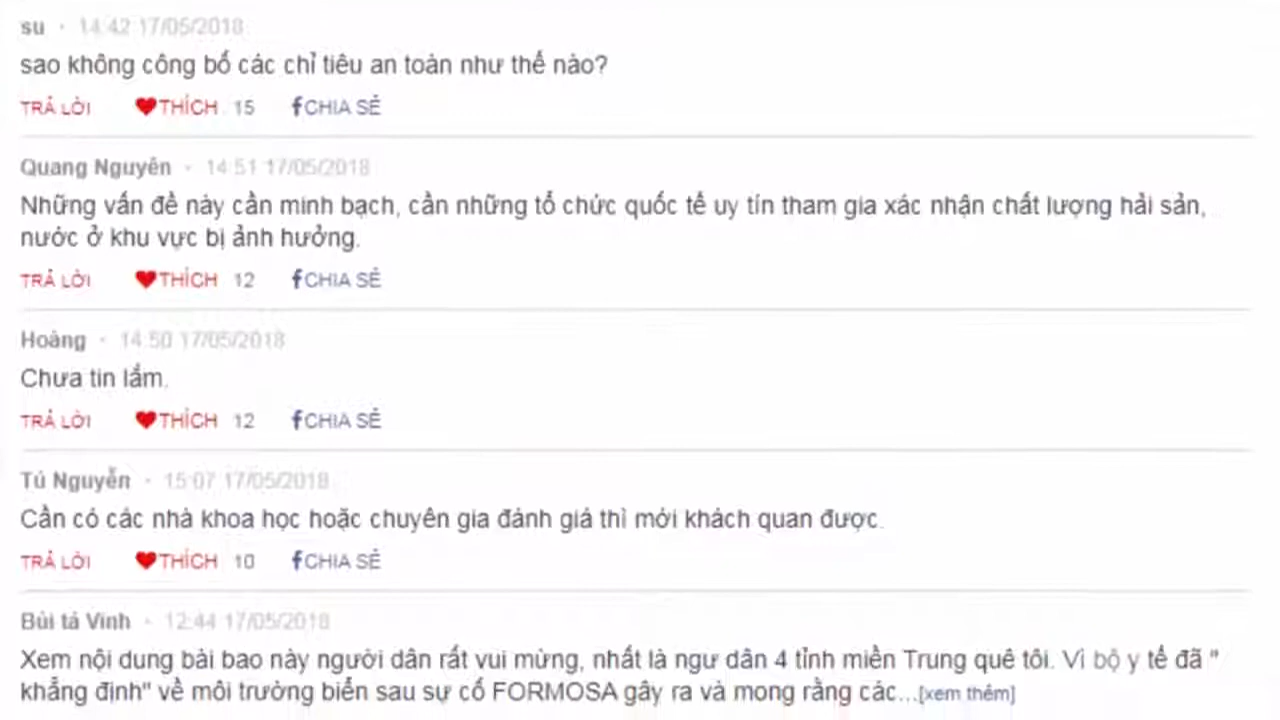 su · 14:42 17/05/2018
sao không công bố các chỉ tiêu an toàn như thế nào?
TRẢ LỜI THÍCH 15 CHIA SẺ
Quang Nguyên · 14:51 17/05/2018
Những vấn đề này cần minh bạch, cần những tổ chức quốc tế uy tín tham gia xác nhận chất lượng hải sản,
nước ở khu vực bị ảnh hưởng.
TRẢ LỜI THÍCH 12 CHIA SẺ
Hoàng · 14:50 17/05/2018
Chưa tin lắm.
TRẢ LỜI THÍCH 12 CHIA SẺ
Tú Nguyễn · 15:07 17/05/2018
Cần có các nhà khoa học hoặc chuyên gia đánh giá thì mới khách quan được.
TRẢ LỜI THÍCH 10 CHIA SẺ
Bùi tá Vinh · 12:44 17/05/2018
Xem nội dung bài bao này người dân rất vui mừng, nhất là ngư dân 4 tỉnh miền Trung quê tôi. Vì bộ y tế đã "
khẳng định" về môi trường biển sau sự cố FORMOSA gây ra và mong rằng các...[xem thêm]